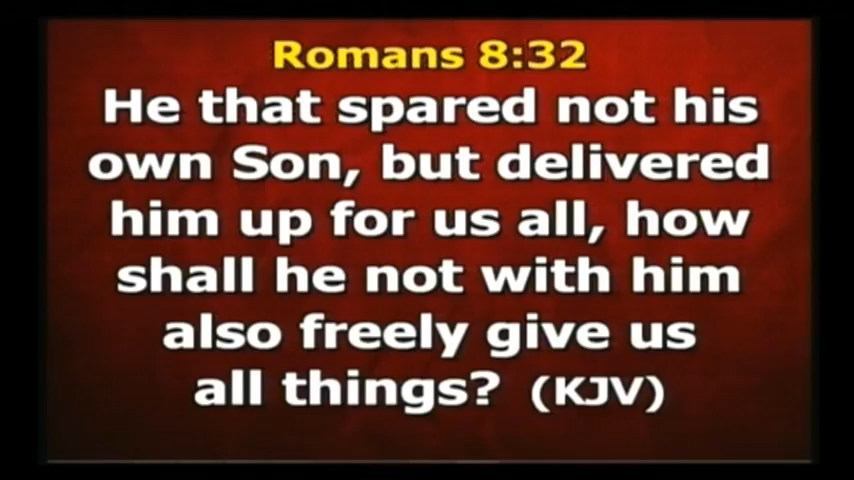 Romans 8:32
He that spared not his
own Son, but delivered
him up for us all, how
shall he not with him
also freely give us
all things? (KJV)